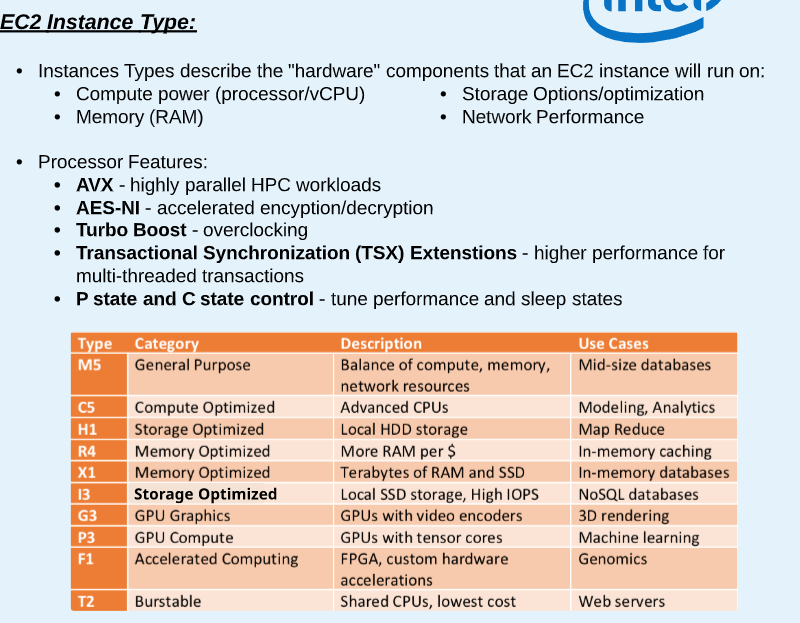 intel
EC2 Instance Type:
• Instances Types describe the "hardware" components that an EC2 instance will run on:
• Compute power (processor/vCPU)
• Storage Options/optimization
• Memory (RAM)
• Network Performance
• Processor Features:
• AVX - highly parallel HPC workloads
• AES-NI - accelerated encyption/decryption
• Turbo Boost - overclocking
• Transactional Synchronization (TSX) Extenstions - higher performance for
multi-threaded transactions
• P state and C state control - tune performance and sleep states
Type Category Description Use Cases
M5 General Purpose Balance of compute, memory, Mid-size databases
network resources
C5 Compute Optimized Advanced CPUs Modeling, Analytics
H1 Storage Optimized Local HDD storage Map Reduce
R4 Memory Optimized More RAM per $ In-memory caching
X1 Memory Optimized Terabytes of RAM and SSD In-memory databases
I3 Storage Optimized Local SSD storage, High IOPS NoSQL databases
G3 GPU Graphics GPUs with video encoders 3D rendering
P3 GPU Compute GPUs with tensor cores Machine learning
F1 Accelerated Computing FPGA, custom hardware Genomics
accelerations
T2 Burstable Shared CPUs, lowest cost Web servers